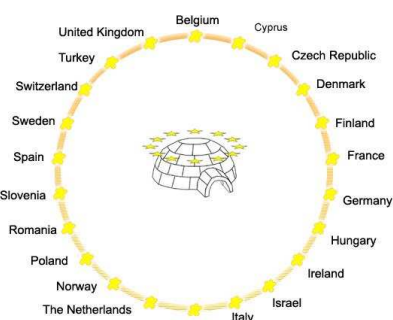 Belgium
Cyprus
Czech Republic
Denmark
Finland
France
Germany
Hungary
Ireland
Israel
Italy
The Netherlands
Norway
Poland
Romania
Slovenia
Spain
Sweden
Switzerland
Turkey
United Kingdom